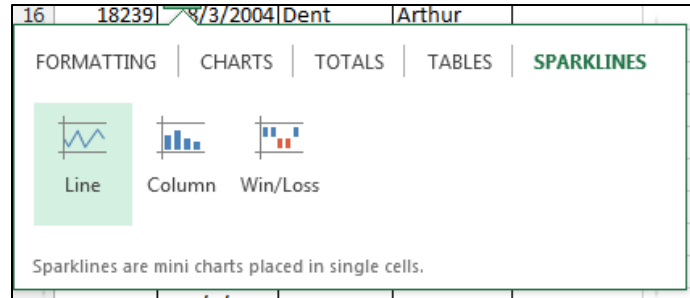 16 18239 8/3/2004 Dent Arthur
FORMATTING CHARTS TOTALS TABLES SPARKLINES
Line Column Win/Loss
Sparklines are mini charts placed in single cells.